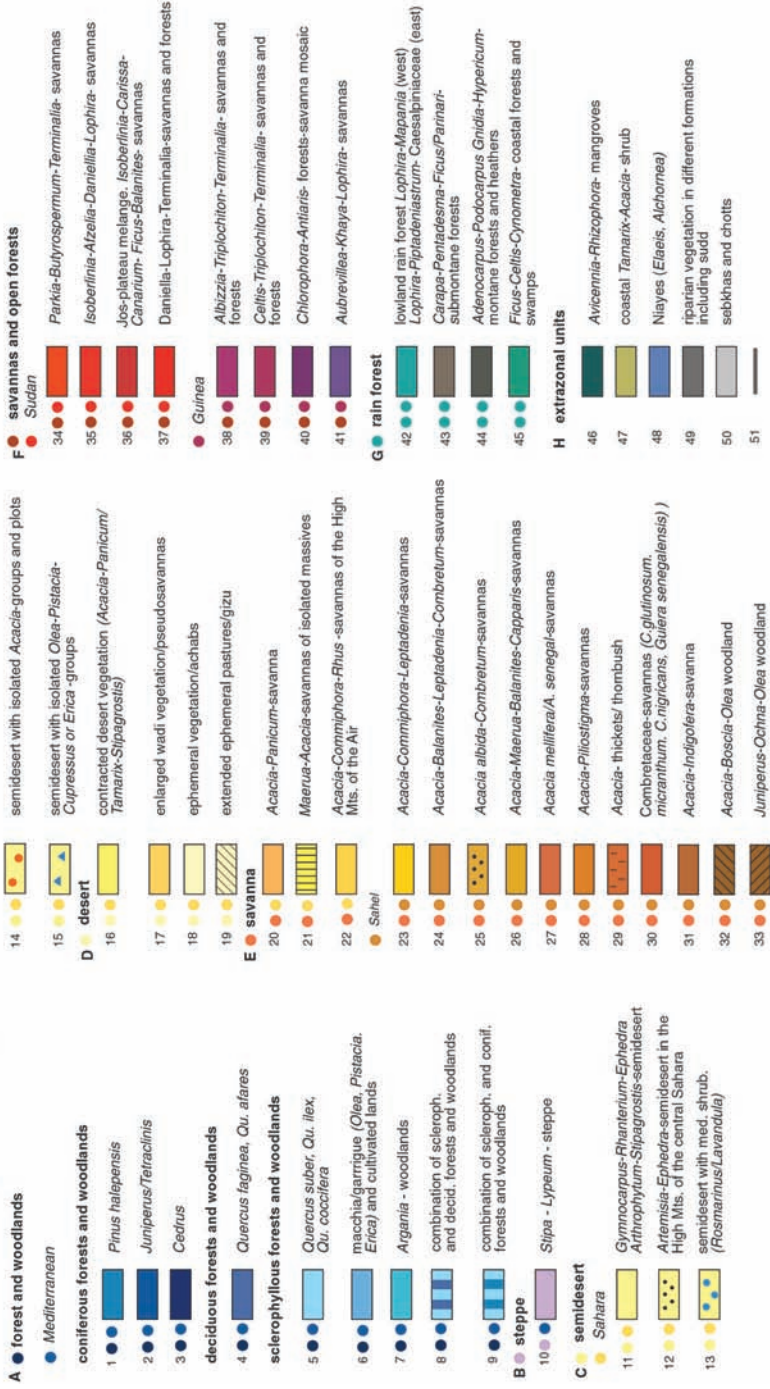 A forest and woodlands
Mediterranean
coniferous forests and woodlands
1 Pinus halepensis
2 Juniperus/Tetraclinis
3 Cedrus
deciduous forests and woodlands
4 Quercus faginea, Qu. afares
sclerophyllous forests and woodlands
5 Quercus suber, Qu. ilex,
Qu. coccifera
6 macchia/garrrigue (Olea, Pistacia.
Erica) and cultivated lands
7 Argania - woodlands
8 combination of scleroph.
and decid. forests and woodlands
9 combination of scleroph. and conif.
forests and woodlands
B steppe
10 Stipa - Lypeum - steppe
C semidesert
Sahara
11 Gymnocarpus-Rhanterium-Ephedra
Arthrophytum-Stipagrostis-semidesert
12 Artemisia-Ephedra-semidesert in the
High Mts. of the central Sahara
13 semidesert with med. shrub.
(Rosmarinus/Lavandula)
14 semidesert with isolated Acacia-groups and plots
15 semidesert with isolated Olea-Pistacia-
Cupressus or Erica -groups
D desert
16 contracted desert vegetation (Acacia-Panicum/
Tamarix-Stipagrostis)
17 enlarged wadi vegetation/pseudosavannas
18 ephemeral vegetation/achabs
19 extended ephemeral pastures/gizu
E savanna
20 Acacia-Panicum-savanna
21 Maerua-Acacia-savannas of isolated massives
22 Acacia-Commiphora-Rhus -savannas of the High
Mts. of the Air
Sahel
23 Acacia-Commiphora-Leptadenia-savannas
24 Acacia-Balanites-Leptadenia-Combretum-savannas
25 Acacia albida-Combretum-savannas
26 Acacia-Maerua-Balanites-Capparis-savannas
27 Acacia mellifera/A. senegal-savannas
28 Acacia-Piliostigma-savannas
29 Acacia- thickets/ thornbush
30 Combretaceae-savannas (C.glutinosum.
micranthum. C.nigricans, Guiera senegalensis) )
31 Acacia-Indigofera-savanna
32 Acacia-Boscia-Olea woodland
33 Juniperus-Ochna-Olea woodland
F savannas and open forests
Sudan
34 Parkia-Butyrospermum-Terminalia- savannas
35 Isoberlinia-Afzelia-Daniellia-Lophira- savannas
36 Jos-plateau melange. Isoberlinia-Carissa-
Canarium- Ficus-Balanites- savannas
37 Daniella-Lophira-Terminalia-savannas and forests
Guinea
38 Albizzia-Triplochiton-Terminalia- savannas and
forests
39 Celtis-Triplochiton-Terminalia- savannas and
forests
40 Chlorophora-Antiaris- forests-savanna mosaic
41 Aubrevillea-Khaya-Lophira- savannas
G rain forest
42 lowland rain forest Lophira-Mapania (west)
Lophira-Piptadeniastrum- Caesalpiniaceae (east)
43 Carapa-Pentadesma-Ficus/Parinari-
submontane forests
44 Adenocarpus-Podocarpus Gnidia-Hypericum-
montane forests and heathers
45 Ficus-Celtis-Cynometra- coastal forests and
swamps
H extrazonal units
46 Avicennia-Rhizophora- mangroves
47 coastal Tamarix-Acacia- shrub
48 Niayes (Elaeis, Alchornea)
49 riparian vegetation in different formations
including sudd
50 sebkhas and chotts
51